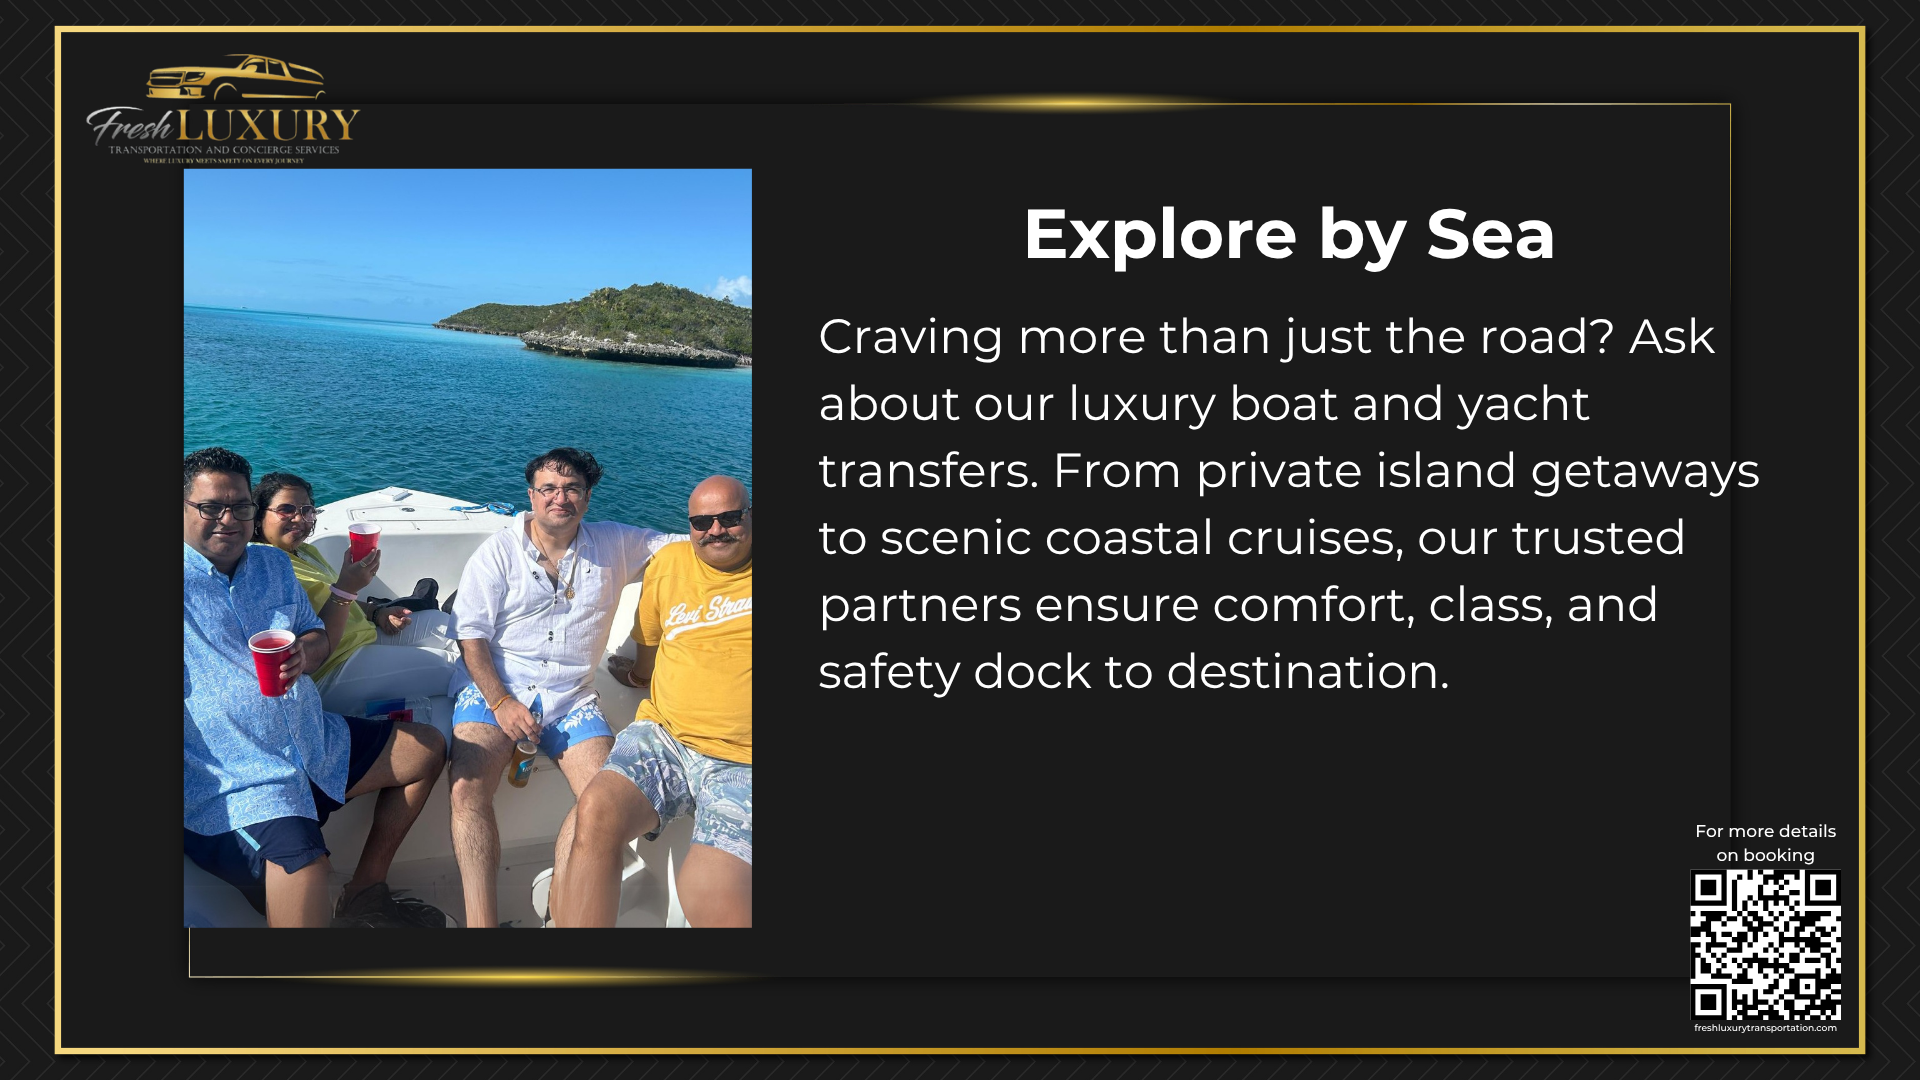 Fresh LUXURY
TRANSPORTATION AND CONCIERGE SERVICES
WHERE LUXURY MEETS SAFETY ON EVERY JOURNEY
Explore by Sea
Craving more than just the road? Ask
about our luxury boat and yacht
transfers. From private island getaways
to scenic coastal cruises, our trusted
partners ensure comfort, class, and
safety dock to destination.
Levi Strau
For more details
on booking
freshluxurytransportation.com